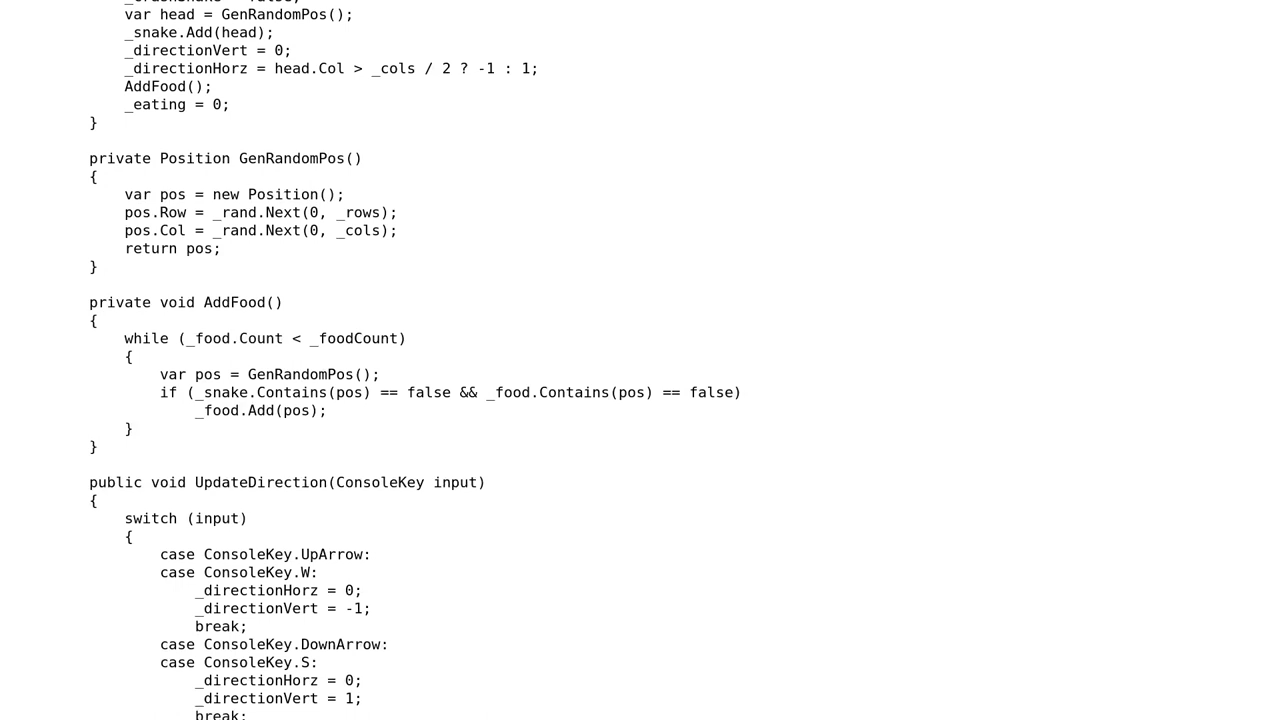 var head = GenRandomPos();
_snake.Add(head);
_directionVert = 0;
_directionHorz = head.Col > _cols / 2 ? -1 : 1;
AddFood();
_eating = 0;
}
private Position GenRandomPos()
{
var pos = new Position();
pos.Row = _rand.Next(0, _rows);
pos.Col = _rand.Next(0, _cols);
return pos;
}
private void AddFood()
{
while (_food.Count < _foodCount)
{
var pos = GenRandomPos();
if (_snake.Contains(pos) == false && _food.Contains(pos) == false)
_food.Add(pos);
}
}
public void UpdateDirection(ConsoleKey input)
{
switch (input)
{
case ConsoleKey.UpArrow:
case ConsoleKey.W:
_directionHorz = 0;
_directionVert = -1;
break;
case ConsoleKey.DownArrow:
case ConsoleKey.S:
_directionHorz = 0;
_directionVert = 1;
break;